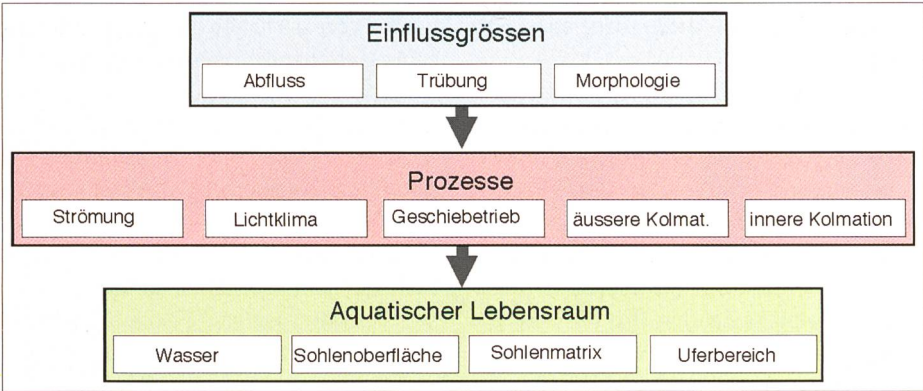 Einflussgrössen
Abfluss Trübung Morphologie
Prozesse
Strömung Lichtklima Geschiebetrieb äussere Kolmat. innere Kolmation
Aquatischer Lebensraum
Wasser Sohlenoberfläche Sohlenmatrix Uferbereich